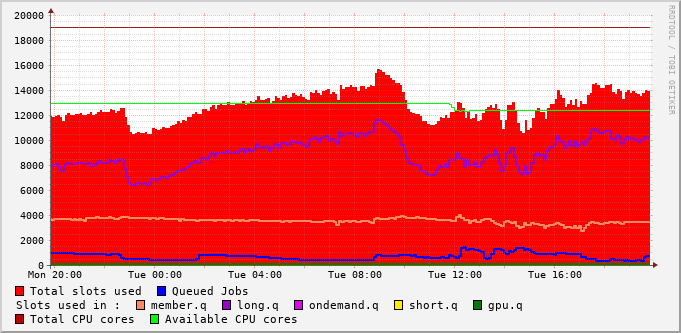 RRDTOOL / TOBI OETIKER
20000
18000
16000
14000
12000
10000
8000
6000
4000
2000
0
Mon 20:00 Tue 00:00 Tue 04:00 Tue 08:00 Tue 12:00 Tue 16:00
Total slots used Queued Jobs
Slots used in : member.q long.q ondemand.q short.q gpu.q
Total CPU cores Available CPU cores